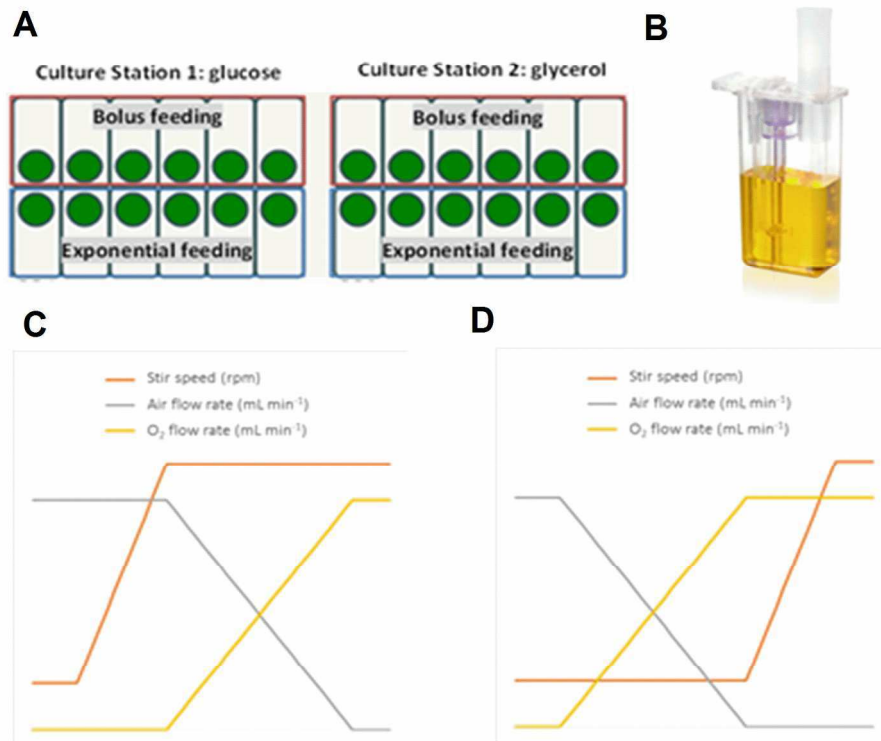 A
B
Culture Station 1: glucose
Culture Station 2: glycerol
Bolus feeding
Bolus feeding
Exponential feeding
Exponential feeding
C
D
Stir speed (rpm)
Air flow rate (mL min⁻¹)
O₂ flow rate (mL min⁻¹)
Stir speed (rpm)
Air flow rate (mL min⁻¹)
O₂ flow rate (mL min⁻¹)